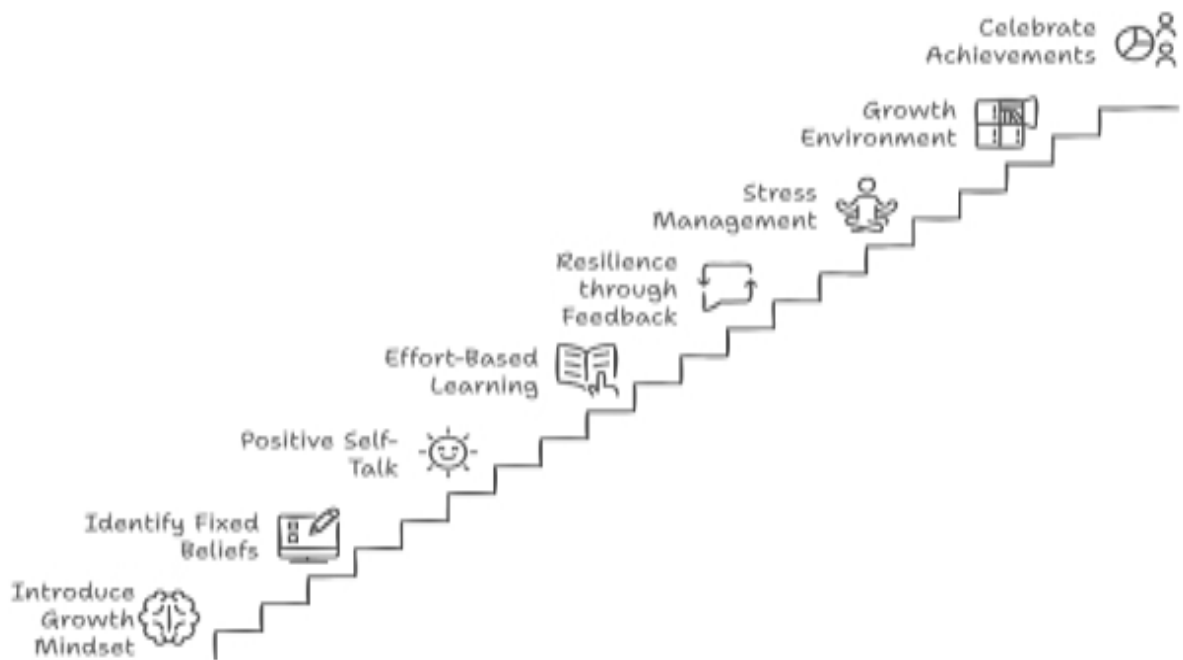 Celebrate
Achievements
Growth
Environment
Stress
Management
Resilience
through
Feedback
Effort-Based
Learning
Positive Self-
Talk
Identify Fixed
Beliefs
Introduce
Growth
Mindset